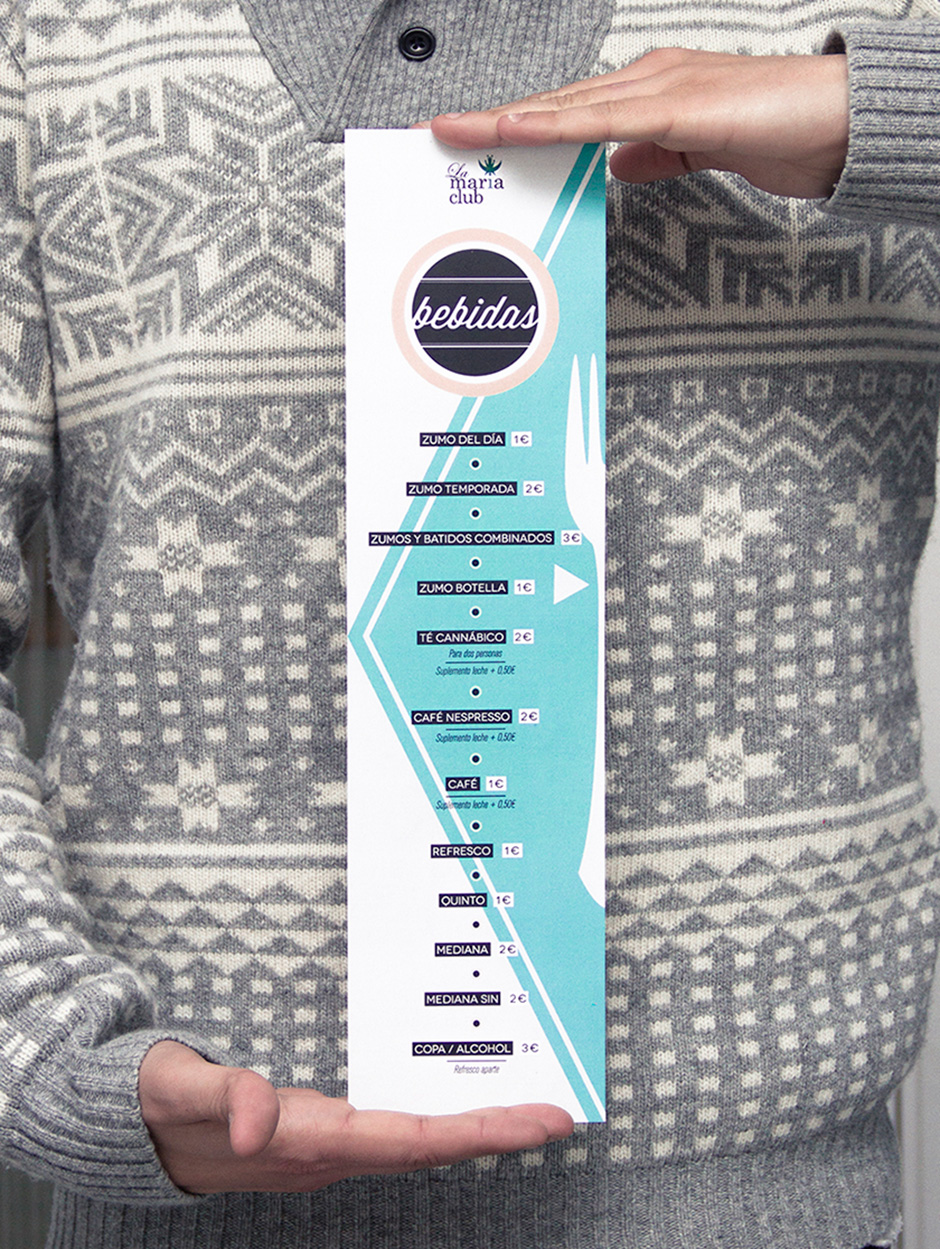 La
maria
club
bebidas
ZUMO DEL DÍA 1€
ZUMO TEMPORADA 2€
ZUMOS Y BATIDOS COMBINADOS 3€
ZUMO BOTELLA 1€
TÉ CANNÁBICO 2€
Para dos personas
Suplemento leche + 0,50€
CAFÉ NESPRESSO 2€
Suplemento leche + 0,50€
CAFÉ 1€
Suplemento leche + 0,50€
REFRESCO 1€
QUINTO 1€
MEDIANA 2€
MEDIANA SIN 2€
COPA / ALCOHOL 3€
Refresco aparte